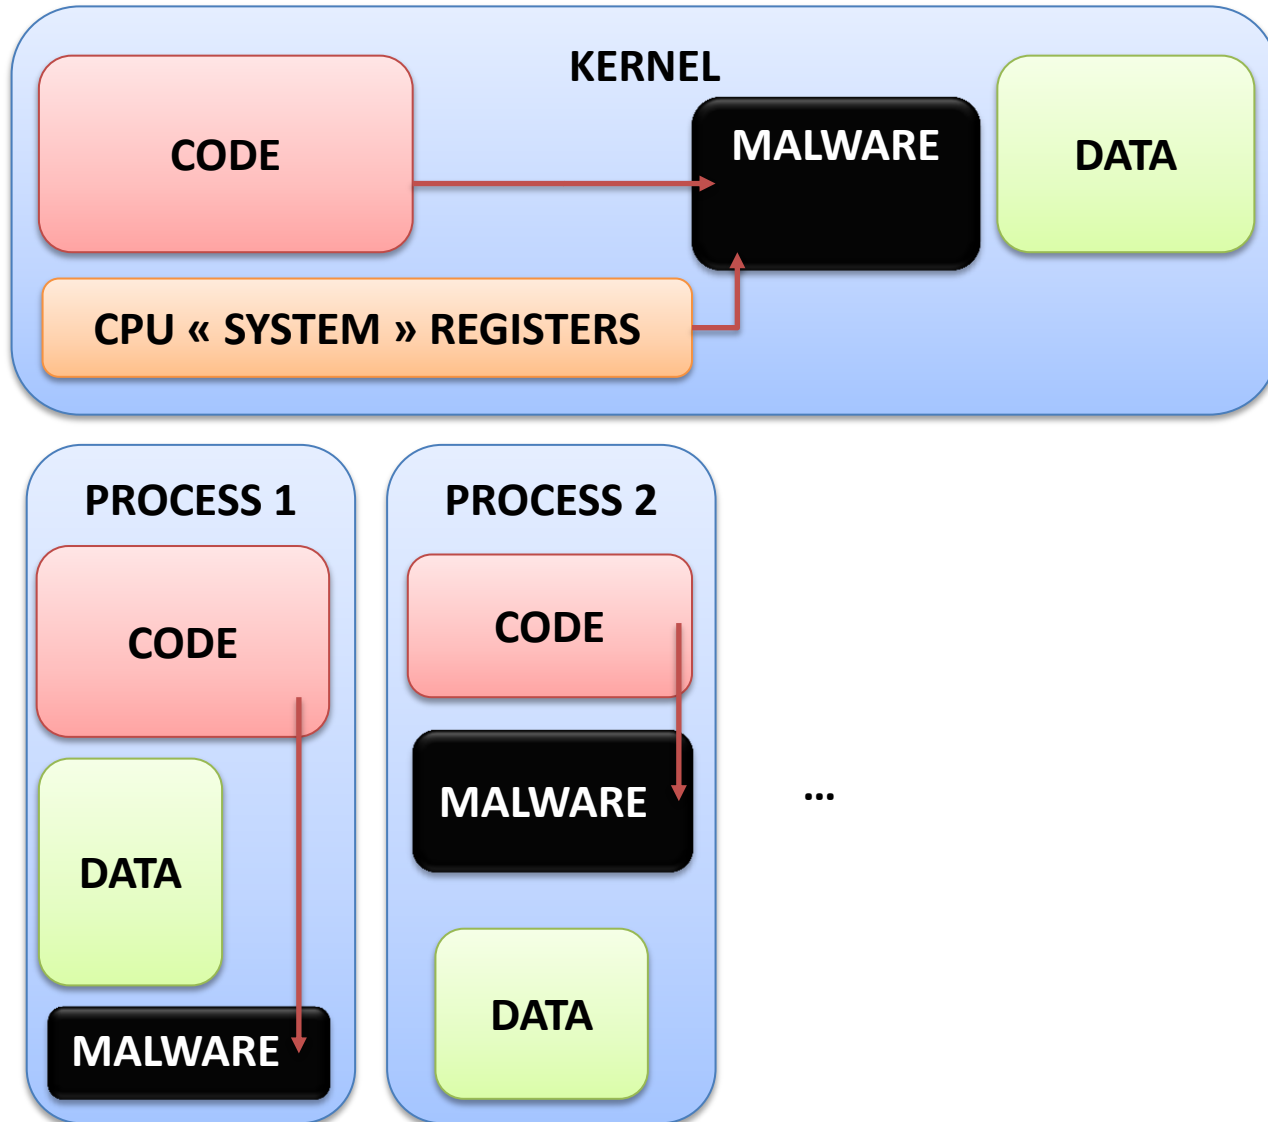 KERNEL
CODE
MALWARE
DATA
CPU « SYSTEM » REGISTERS
PROCESS 1
CODE
DATA
MALWARE
PROCESS 2
CODE
MALWARE
DATA
...